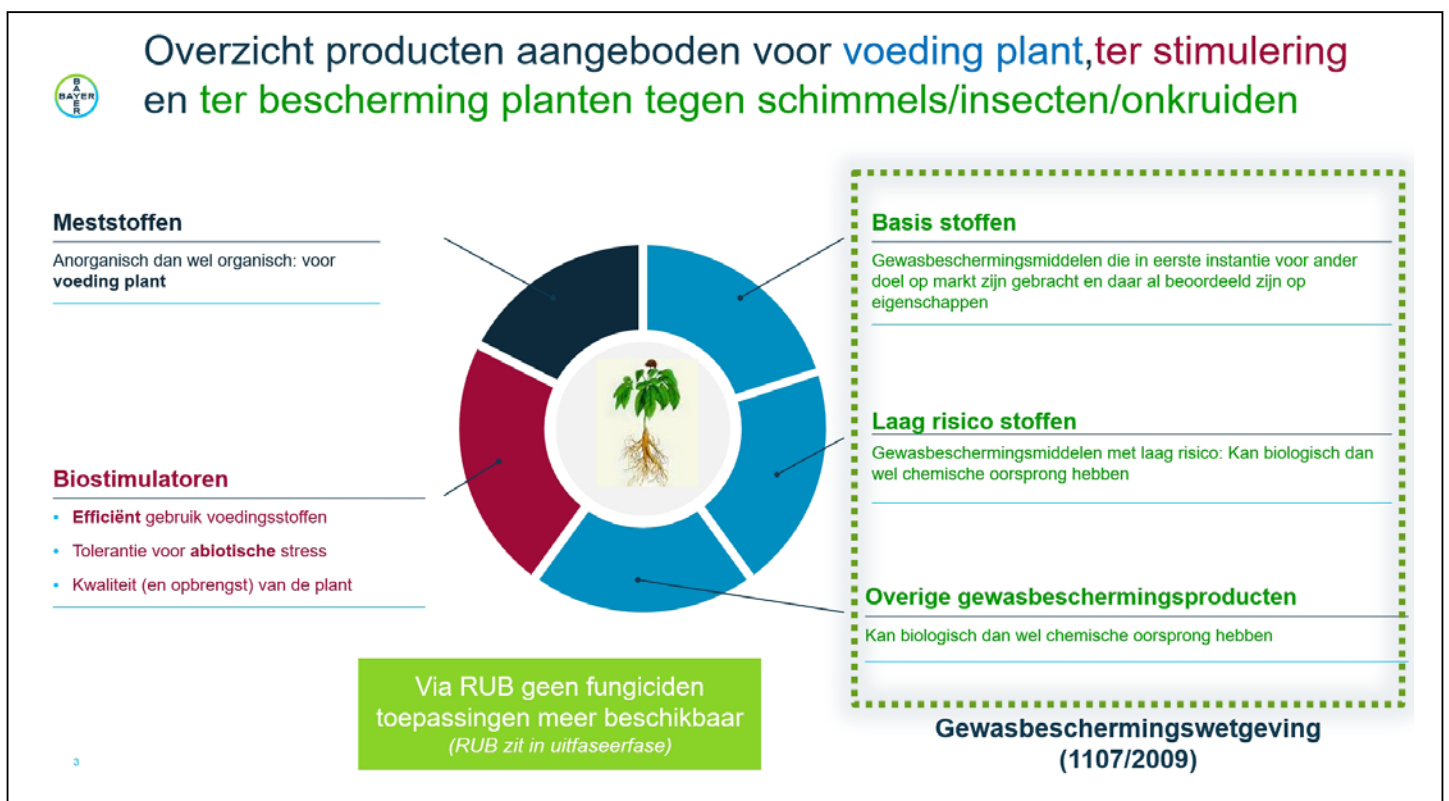 Overzicht producten aangeboden voor voeding plant,ter stimulering
en ter bescherming planten tegen schimmels/insecten/onkruiden
BAYER
BAYER
Meststoffen
Anorganisch dan wel organisch: voor
voeding plant
Biostimulatoren
• Efficiënt gebruik voedingsstoffen
• Tolerantie voor abiotische stress
• Kwaliteit (en opbrengst) van de plant
Basis stoffen
Gewasbeschermingsmiddelen die in eerste instantie voor ander
doel op markt zijn gebracht en daar al beoordeeld zijn op
eigenschappen
Laag risico stoffen
Gewasbeschermingsmiddelen met laag risico: Kan biologisch dan
wel chemische oorsprong hebben
Overige gewasbeschermingsproducten
Kan biologisch dan wel chemische oorsprong hebben
Via RUB geen fungiciden
toepassingen meer beschikbaar
(RUB zit in uitfaseerfase)
Gewasbeschermingswetgeving
(1107/2009)
3